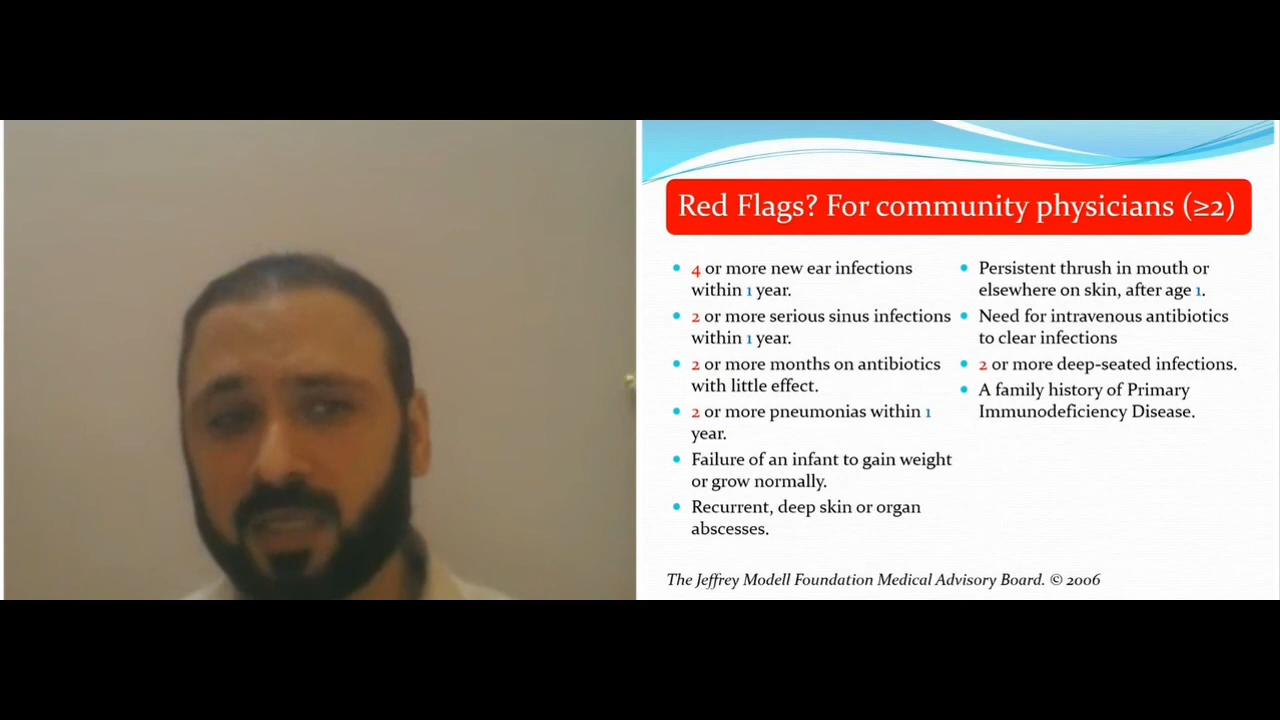 Red Flags? For community physicians (≥2)
• 4 or more new ear infections
within 1 year.
• 2 or more serious sinus infections
within 1 year.
• 2 or more months on antibiotics
with little effect.
• 2 or more pneumonias within 1
year.
• Failure of an infant to gain weight
or grow normally.
• Recurrent, deep skin or organ
abscesses.
• Persistent thrush in mouth or
elsewhere on skin, after age 1.
• Need for intravenous antibiotics
to clear infections
• 2 or more deep-seated infections.
• A family history of Primary
Immunodeficiency Disease.
The Jeffrey Modell Foundation Medical Advisory Board. © 2006